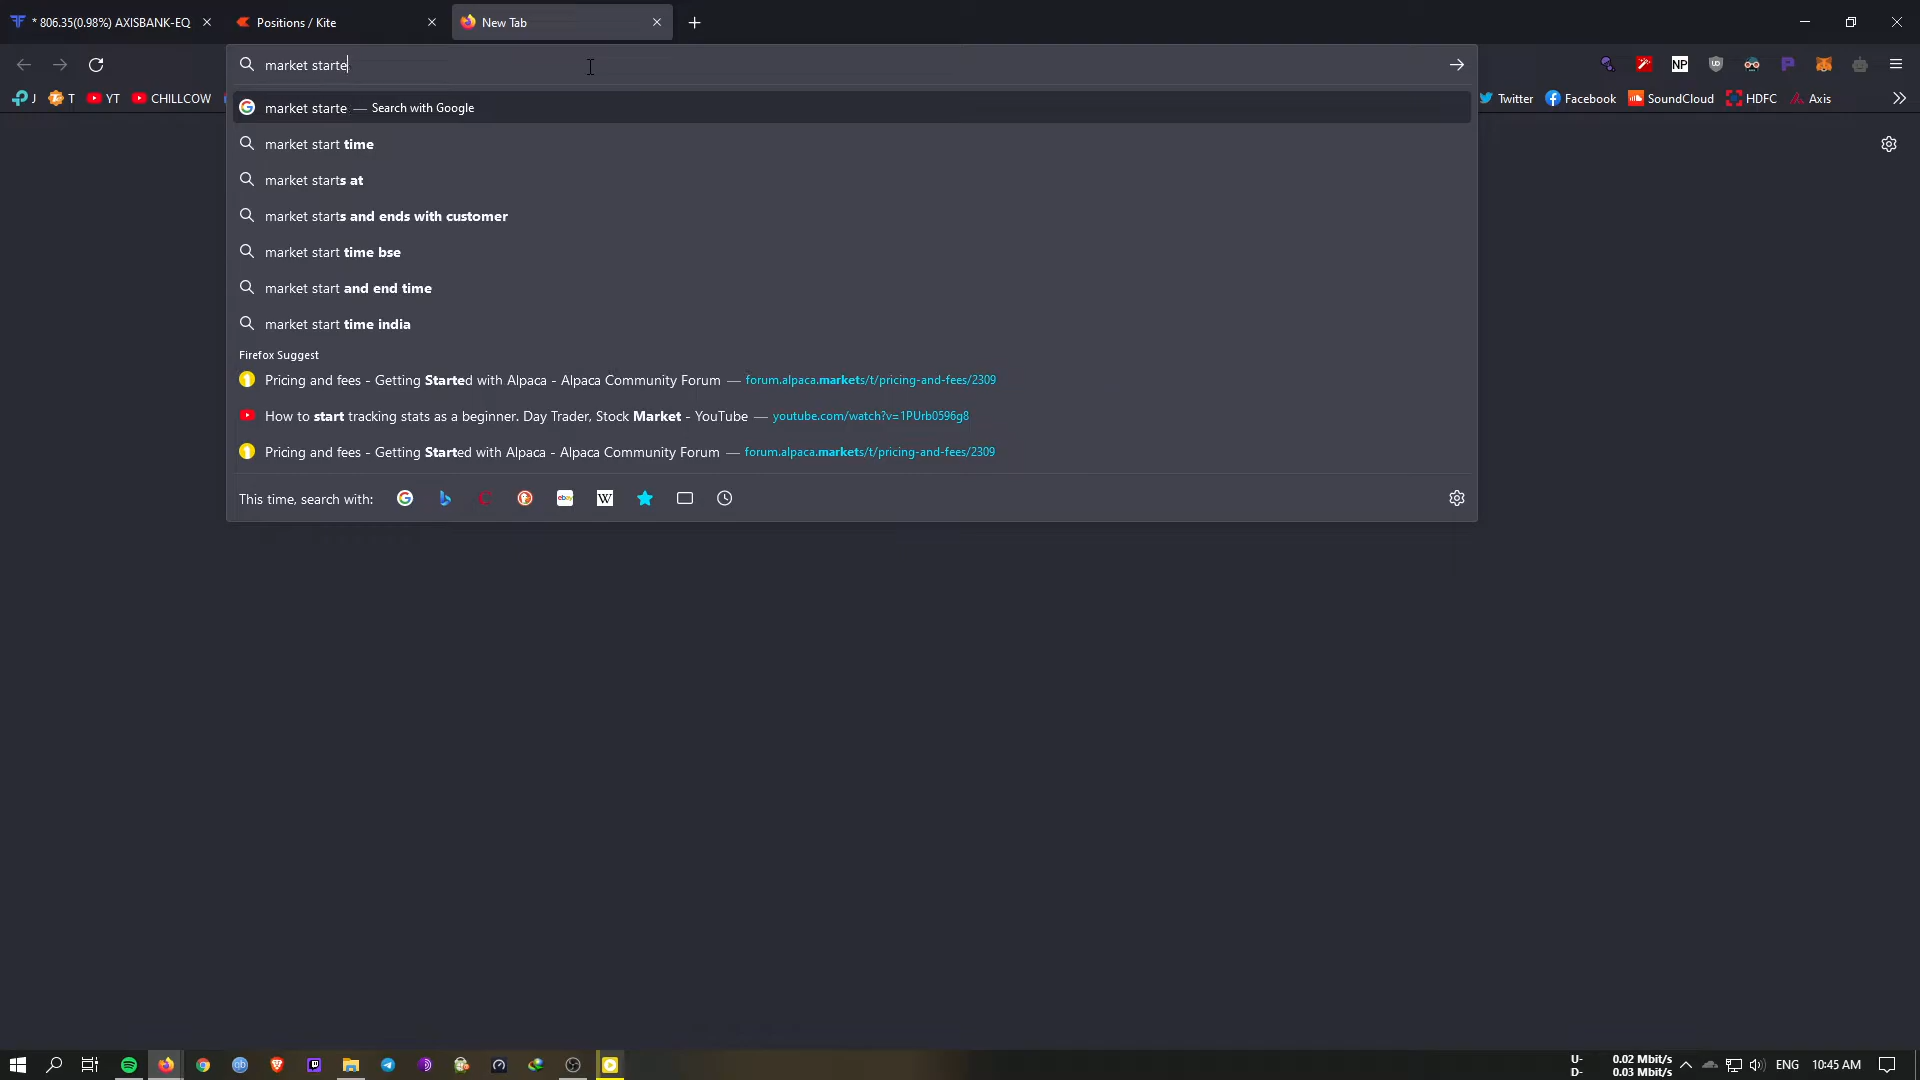 * 806.35(0.98%) AXISBANK-EQ
Positions / Kite
New Tab
market starte
NP
J T YT CHILLCOW
Twitter Facebook SoundCloud HDFC Axis
market starte — Search with Google
market start time
market starts at
market starts and ends with customer
market start time bse
market start and end time
market start time india
Firefox Suggest
Pricing and fees - Getting Started with Alpaca - Alpaca Community Forum — forum.alpaca.markets/t/pricing-and-fees/2309
How to start tracking stats as a beginner. Day Trader, Stock Market - YouTube — youtube.com/watch?v=1PUrb0596g8
Pricing and fees - Getting Started with Alpaca - Alpaca Community Forum — forum.alpaca.markets/t/pricing-and-fees/2309
This time, search with:
U- 0.02 Mbit/s
D- 0.03 Mbit/s
ENG
10:45 AM